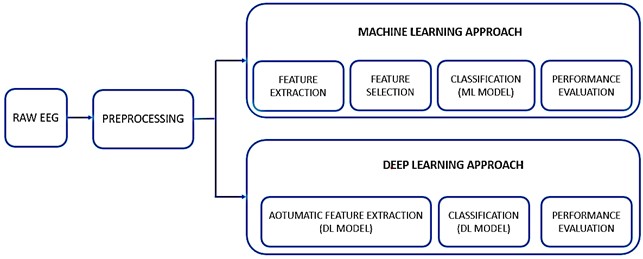 MACHINE LEARNING APPROACH
FEATURE
EXTRACTION
FEATURE
SELECTION
CLASSIFICATION
(ML MODEL)
PERFORMANCE
EVALUATION
RAW EEG
PREPROCESSING
DEEP LEARNING APPROACH
AOTUMATIC FEATURE EXTRACTION
(DL MODEL)
CLASSIFICATION
(DL MODEL)
PERFORMANCE
EVALUATION